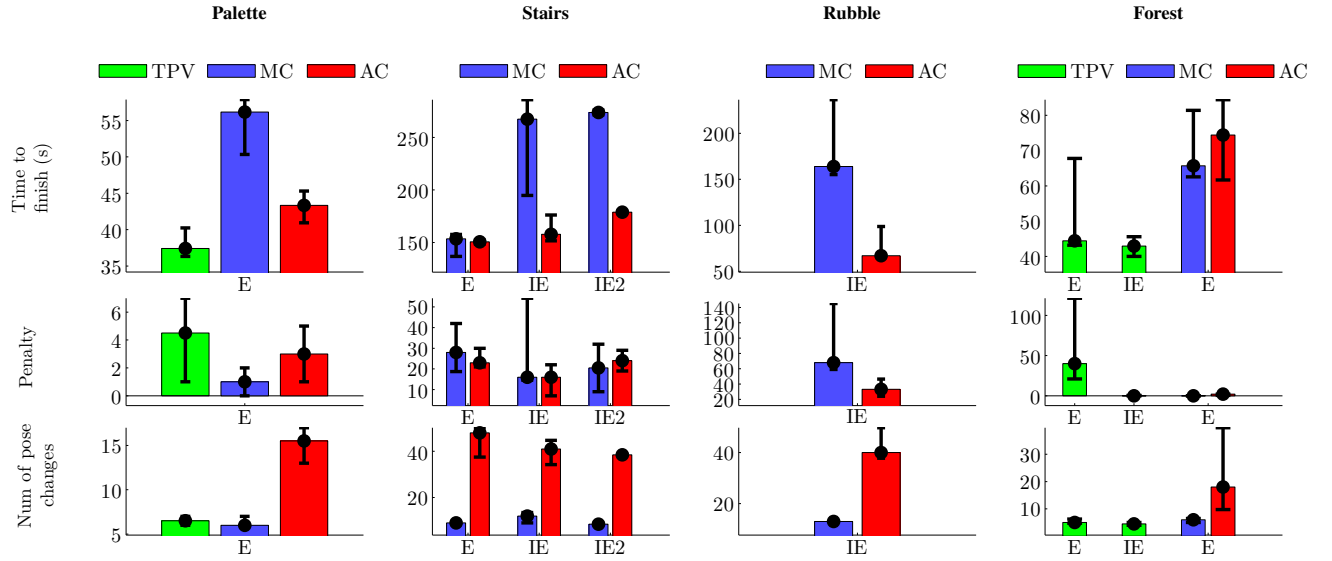 Palette Stairs Rubble Forest
TPV MC AC MC AC MC AC TPV MC AC
Time to finish (s)
55
50
45
40
35
E
250
200
150
E IE IE2
200
150
100
50
IE
80
70
60
50
40
E IE E
Penalty
6
4
2
0
E
50
40
30
20
10
E IE IE2
140
120
100
80
60
40
20
IE
100
50
0
E IE E
Num of pose changes
15
10
5
E
40
20
E IE IE2
40
20
IE
30
20
10
E IE E